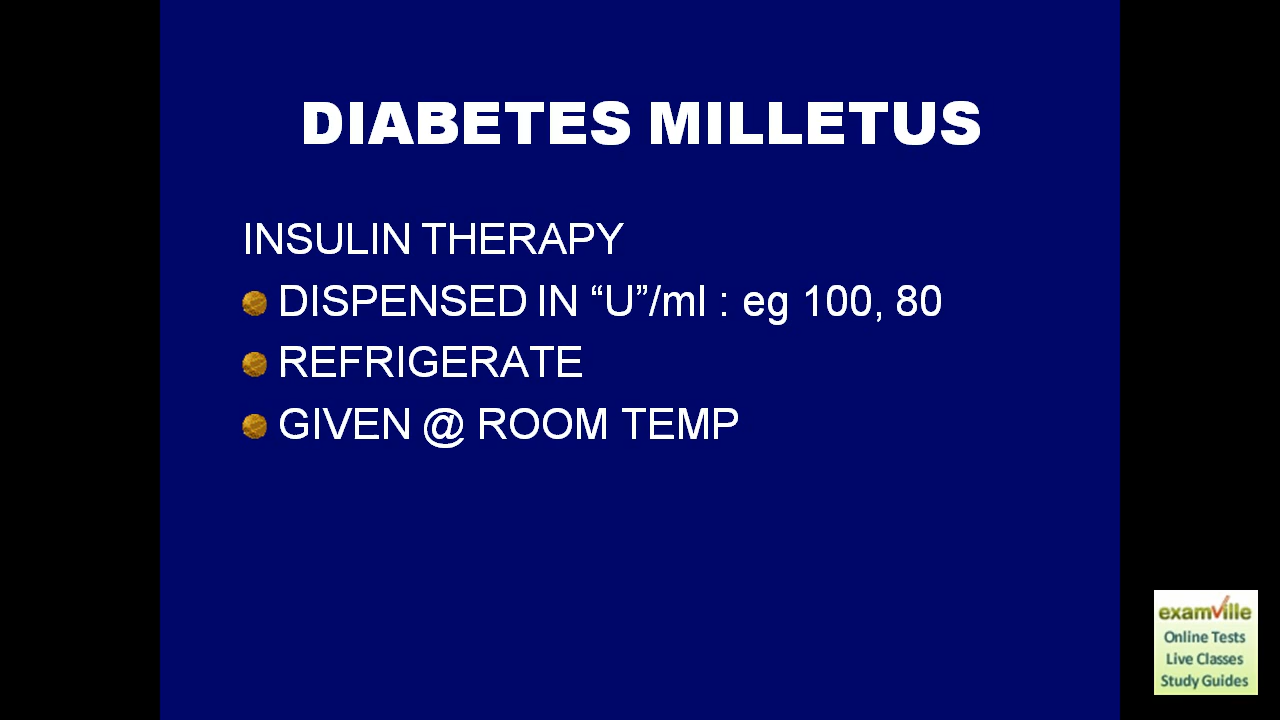 DIABETES MILLETUS
INSULIN THERAPY
DISPENSED IN “U”/ml : eg 100, 80
REFRIGERATE
GIVEN @ ROOM TEMP
examville
Online Tests
Live Classes
Study Guides